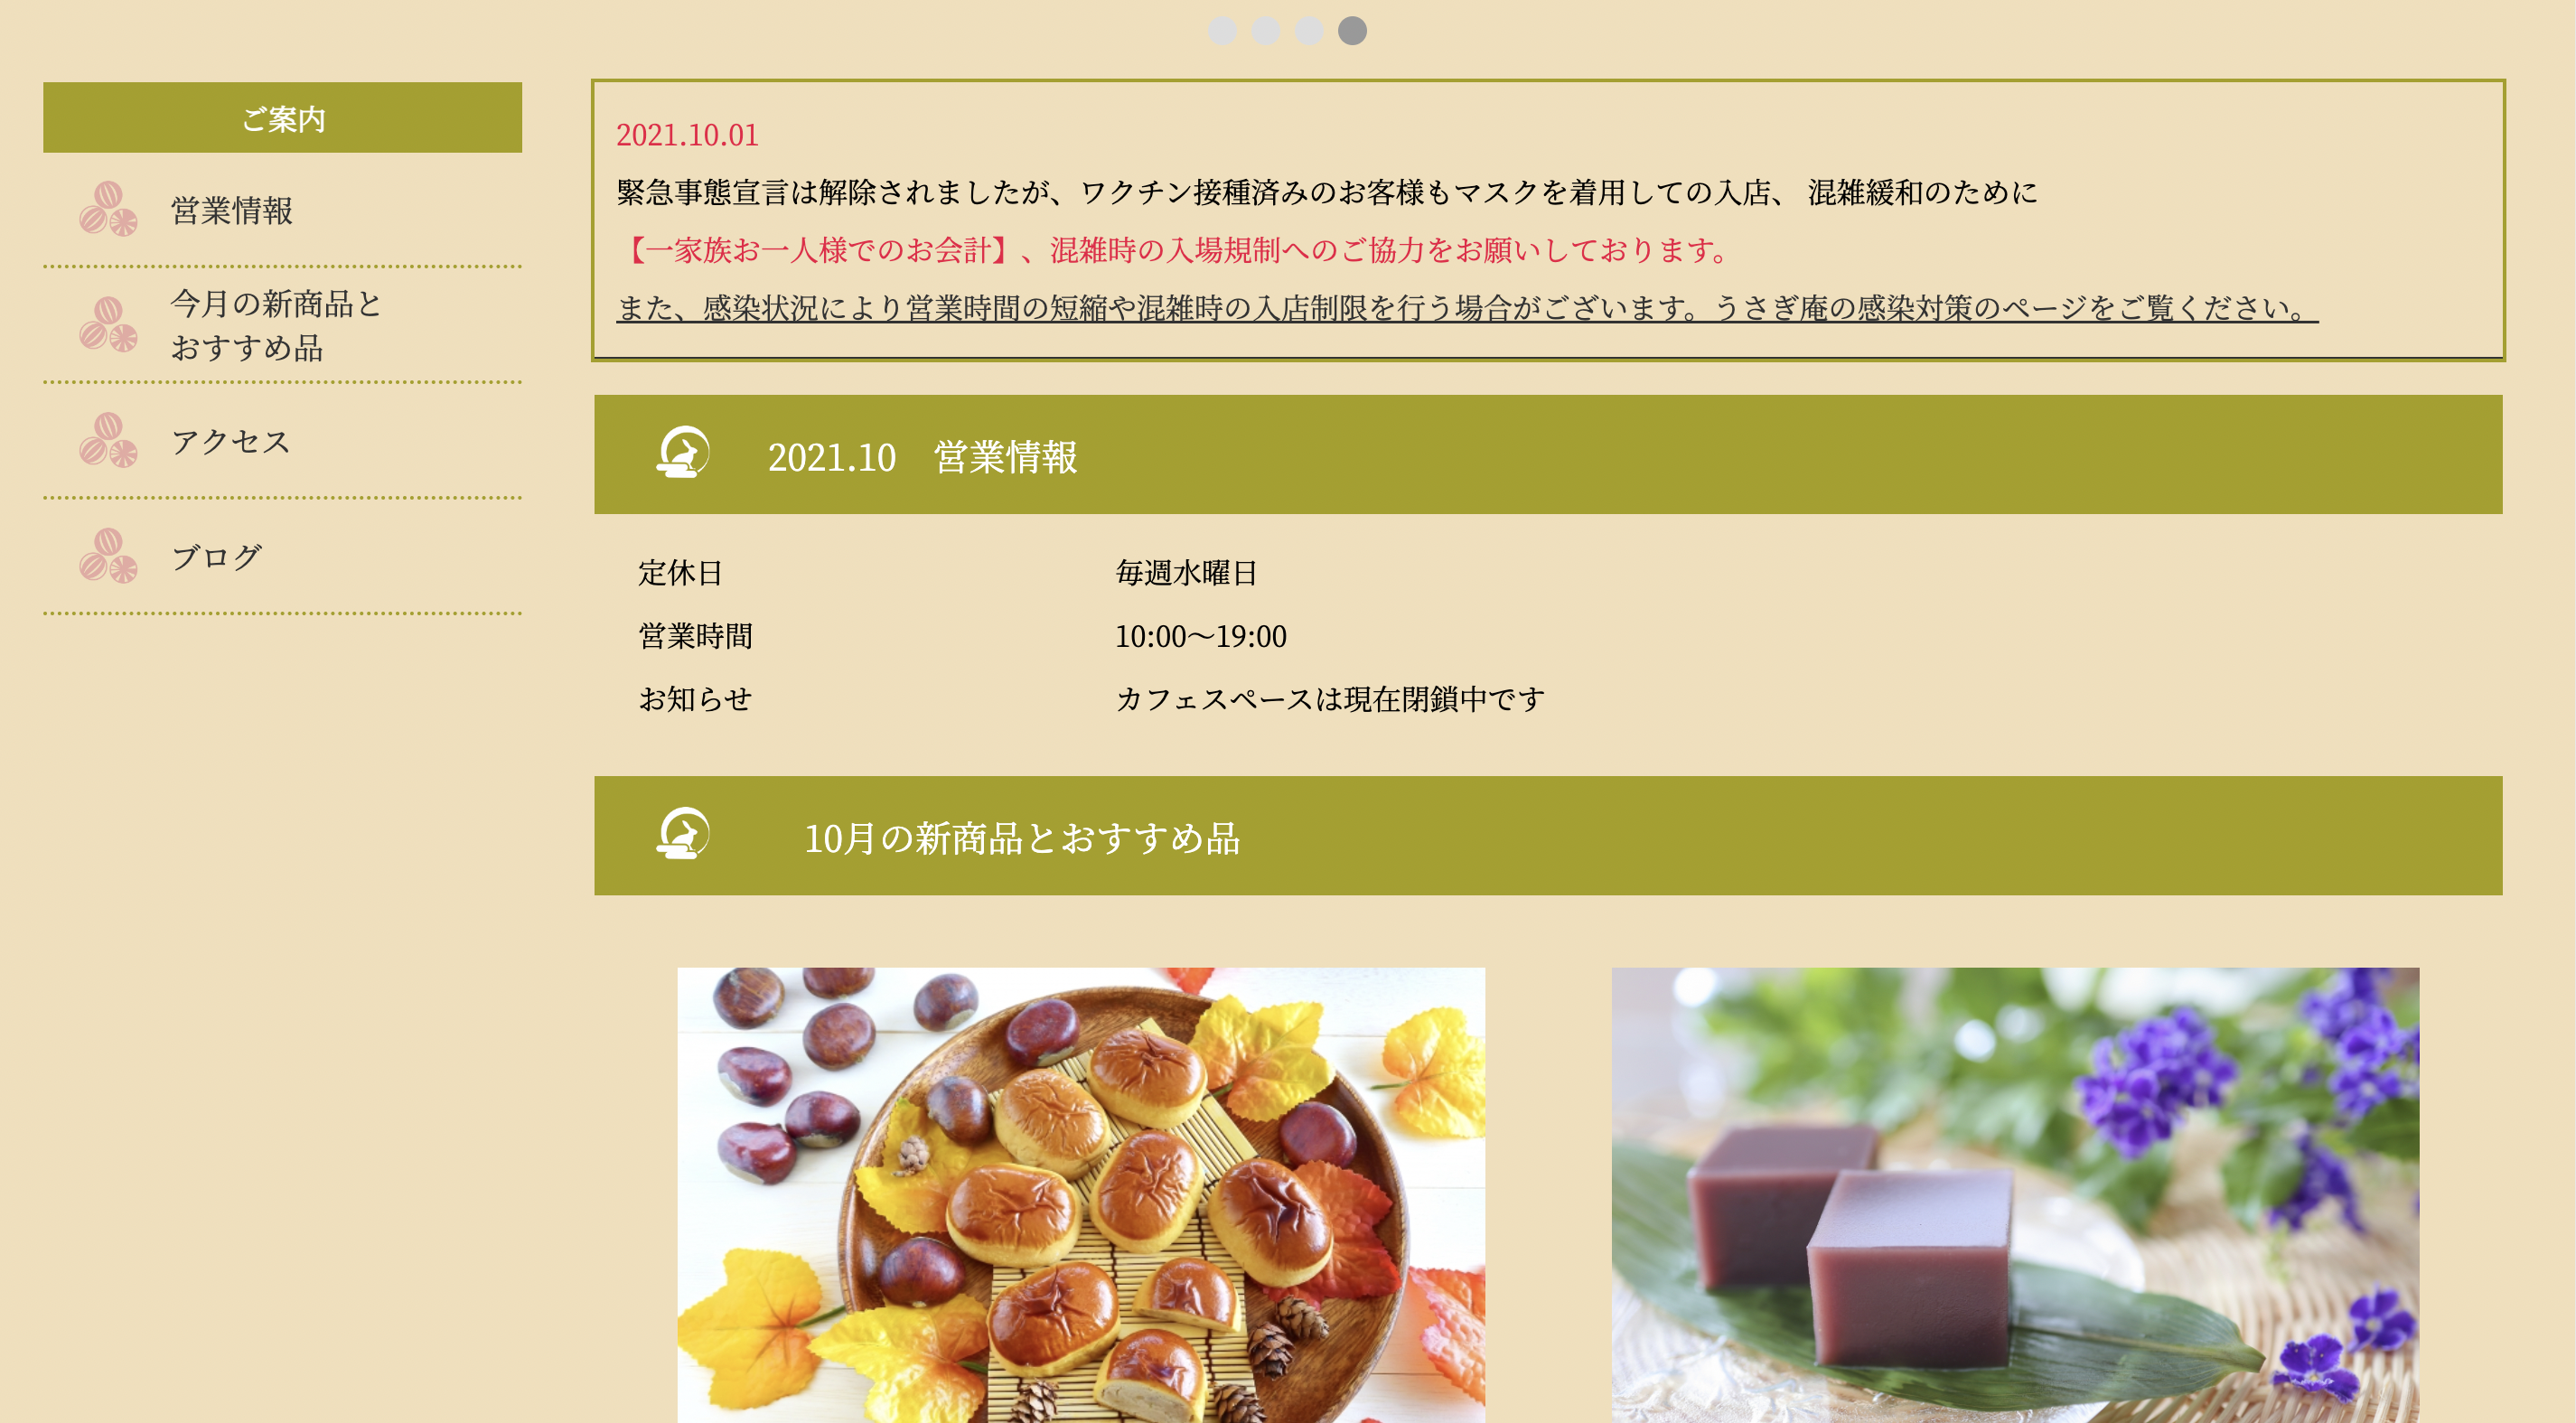 ご案内
営業情報
今月の新商品と
おすすめ品
アクセス
ブログ
2021.10.01
緊急事態宣言は解除されましたが、ワクチン接種済みのお客様もマスクを着用しての入店、 混雑緩和のために
【一家族お一人様でのお会計】、混雑時の入場規制へのご協力をお願いしております。
また、感染状況により営業時間の短縮や混雑時の入店制限を行う場合がございます。うさぎ庵の感染対策のページをご覧ください。
2021.10　営業情報
定休日 毎週水曜日
営業時間 10:00〜19:00
お知らせ カフェスペースは現在閉鎖中です
10月の新商品とおすすめ品